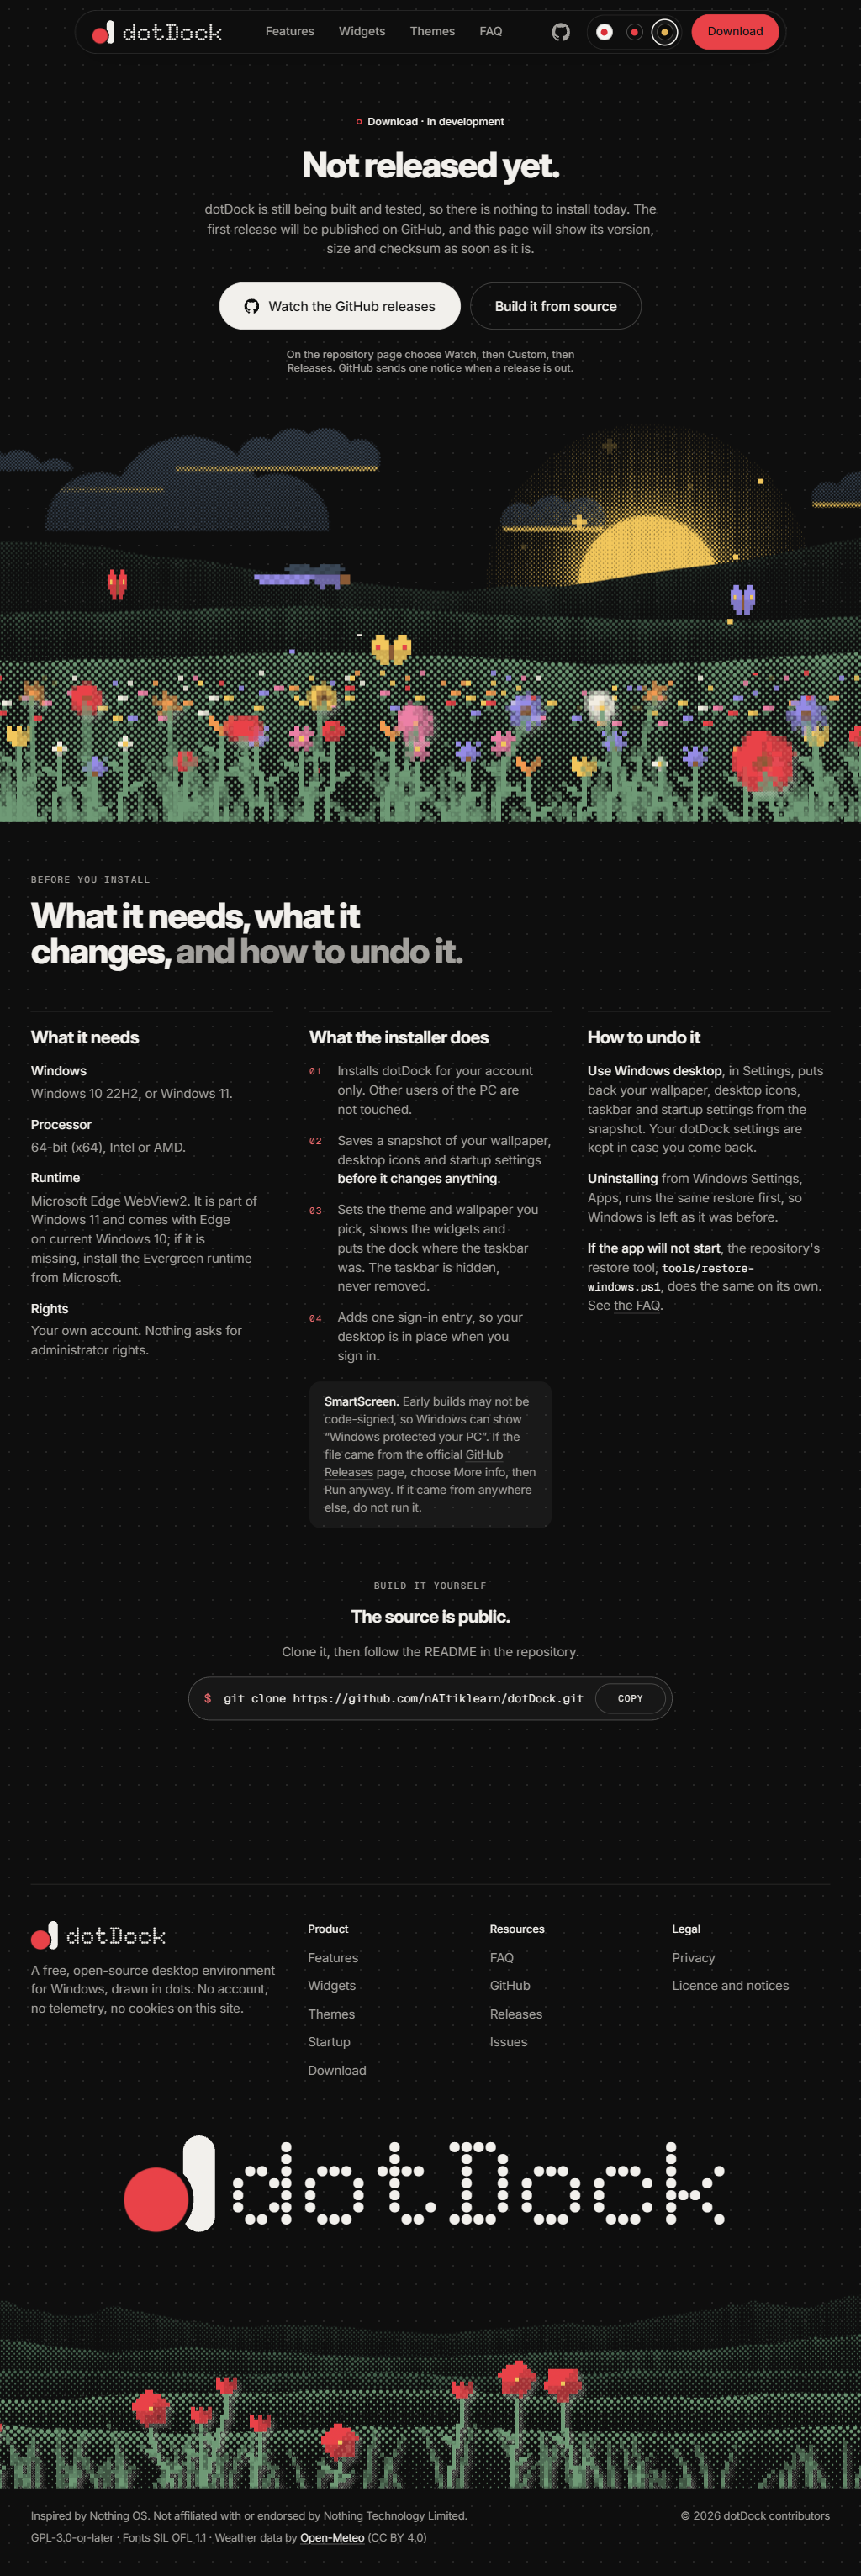 dotDock
Features
Widgets
Themes
FAQ
Download
Download · In development
Not released yet.
dotDock is still being built and tested, so there is nothing to install today. The
first release will be published on GitHub, and this page will show its version,
size and checksum as soon as it is.
Watch the GitHub releases
Build it from source
On the repository page choose Watch, then Custom, then
Releases. GitHub sends one notice when a release is out.
BEFORE YOU INSTALL
What it needs, what it
changes, and how to undo it.
What it needs
Windows
Windows 10 22H2, or Windows 11.
Processor
64-bit (x64), Intel or AMD.
Runtime
Microsoft Edge WebView2. It is part of
Windows 11 and comes with Edge
on current Windows 10; if it is
missing, install the Evergreen runtime
from Microsoft.
Rights
Your own account. Nothing asks for
administrator rights.
What the installer does
01 Installs dotDock for your account
only. Other users of the PC are
not touched.
02 Saves a snapshot of your wallpaper,
desktop icons and startup settings
before it changes anything.
03 Sets the theme and wallpaper you
pick, shows the widgets and
puts the dock where the taskbar
was. The taskbar is hidden,
never removed.
04 Adds one sign-in entry, so your
desktop is in place when you
sign in.
SmartScreen. Early builds may not be
code-signed, so Windows can show
“Windows protected your PC”. If the
file came from the official GitHub
Releases page, choose More info, then
Run anyway. If it came from anywhere
else, do not run it.
How to undo it
Use Windows desktop, in Settings, puts
back your wallpaper, desktop icons,
taskbar and startup settings from the
snapshot. Your dotDock settings are
kept in case you come back.
Uninstalling from Windows Settings,
Apps, runs the same restore first, so
Windows is left as it was before.
If the app will not start, the repository's
restore tool, tools/restore-
windows.ps1, does the same on its own.
See the FAQ.
BUILD IT YOURSELF
The source is public.
Clone it, then follow the README in the repository.
$ git clone https://github.com/nAItiklearn/dotDock.git
COPY
dotDock
A free, open-source desktop environment
for Windows, drawn in dots. No account,
no telemetry, no cookies on this site.
Product
Features
Widgets
Themes
Startup
Download
Resources
FAQ
GitHub
Releases
Issues
Legal
Privacy
Licence and notices
dotDock
Inspired by Nothing OS. Not affiliated with or endorsed by Nothing Technology Limited.
© 2026 dotDock contributors
GPL-3.0-or-later · Fonts SIL OFL 1.1 · Weather data by Open-Meteo (CC BY 4.0)